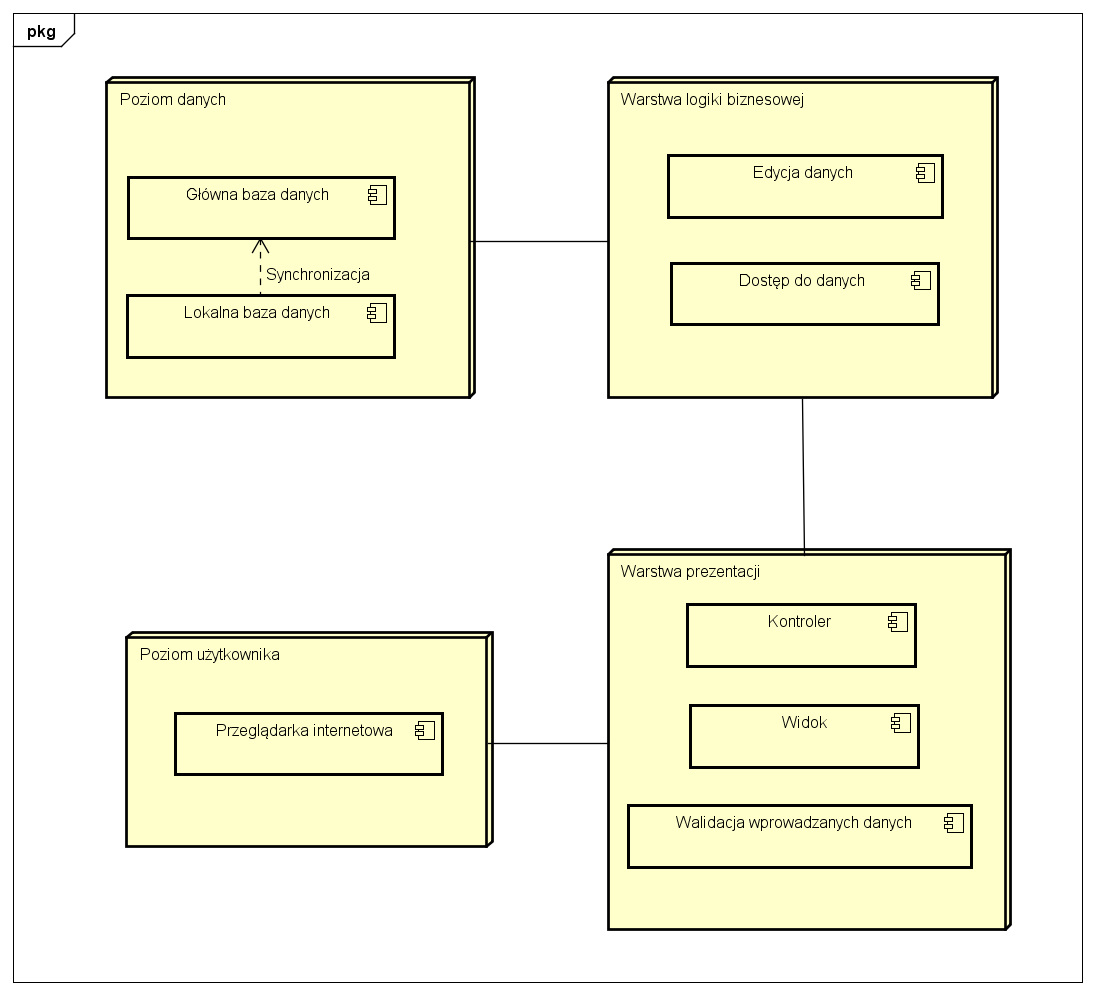 pkg
Poziom danych
Główna baza danych
Synchronizacja
Lokalna baza danych
Warstwa logiki biznesowej
Edycja danych
Dostęp do danych
Poziom użytkownika
Przeglądarka internetowa
Warstwa prezentacji
Kontroler
Widok
Walidacja wprowadzanych danych